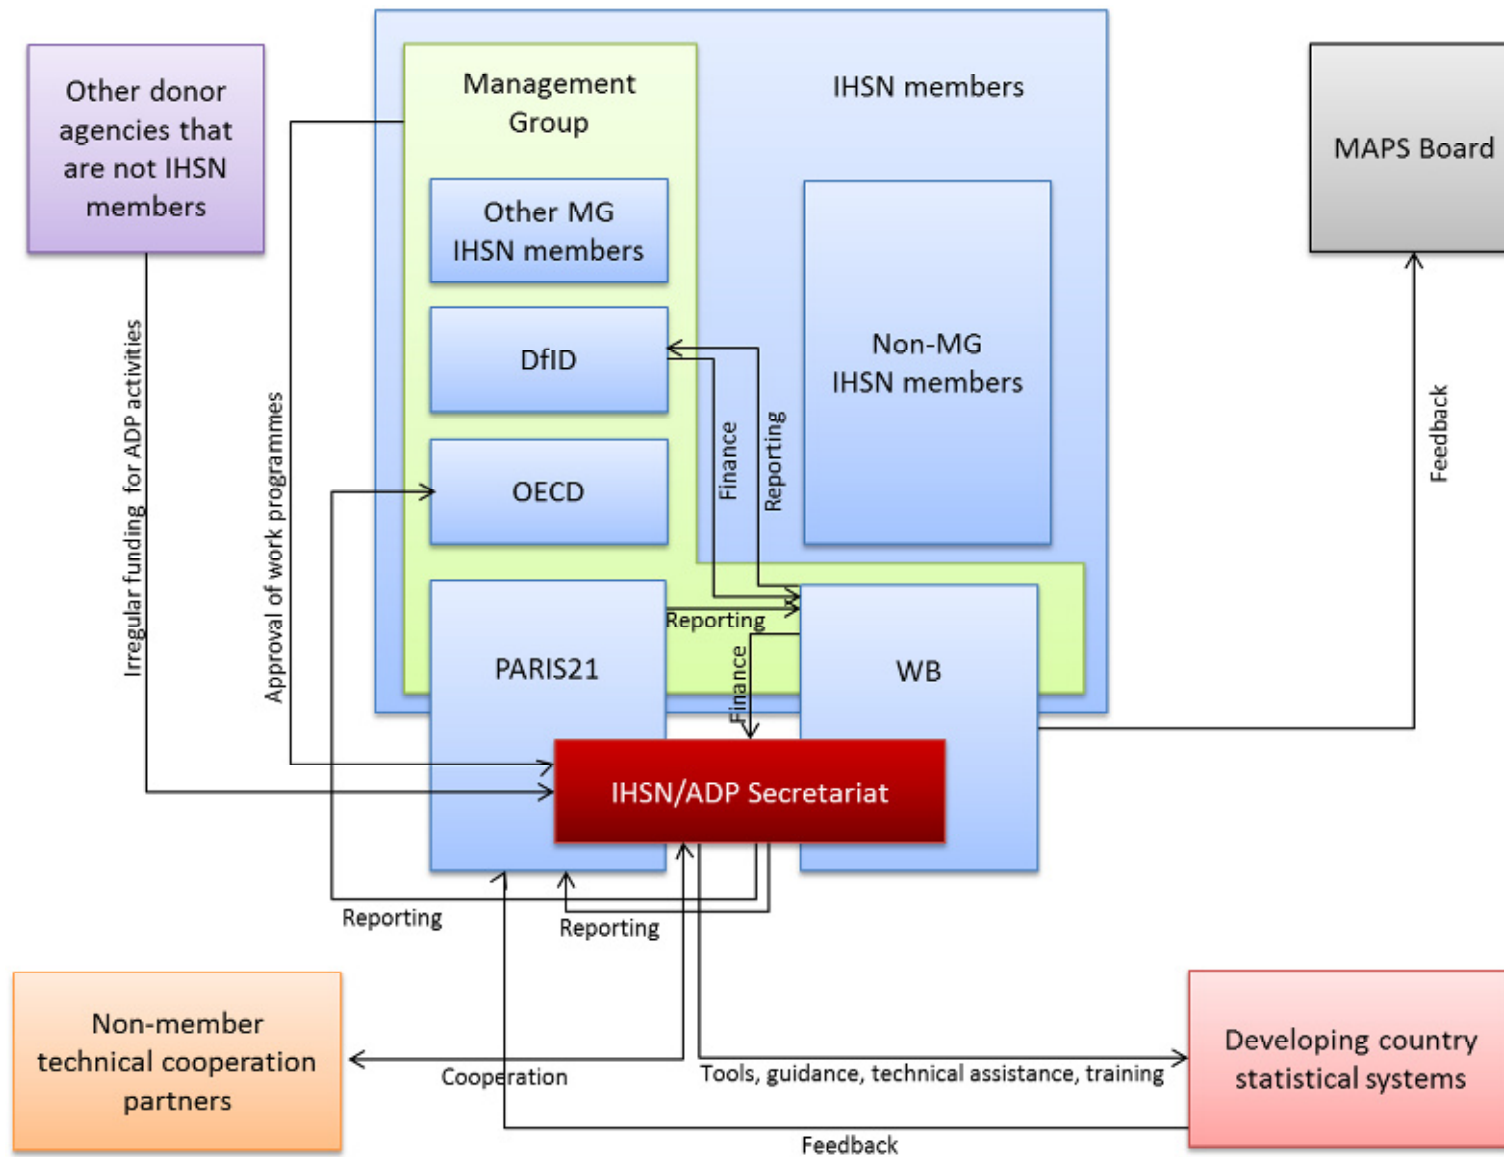 Other donor
agencies that
are not IHSN
members
Management
Group
IHSN members
MAPS Board
Other MG
IHSN members
DfID
OECD
Non-MG
IHSN members
Irregular funding for ADP activities
Approval of work programmes
Finance
Reporting
Feedback
Reporting
PARIS21
WB
Finance
IHSN/ADP Secretariat
Reporting
Reporting
Non-member
technical cooperation
partners
Cooperation
Tools, guidance, technical assistance, training
Developing country
statistical systems
Feedback